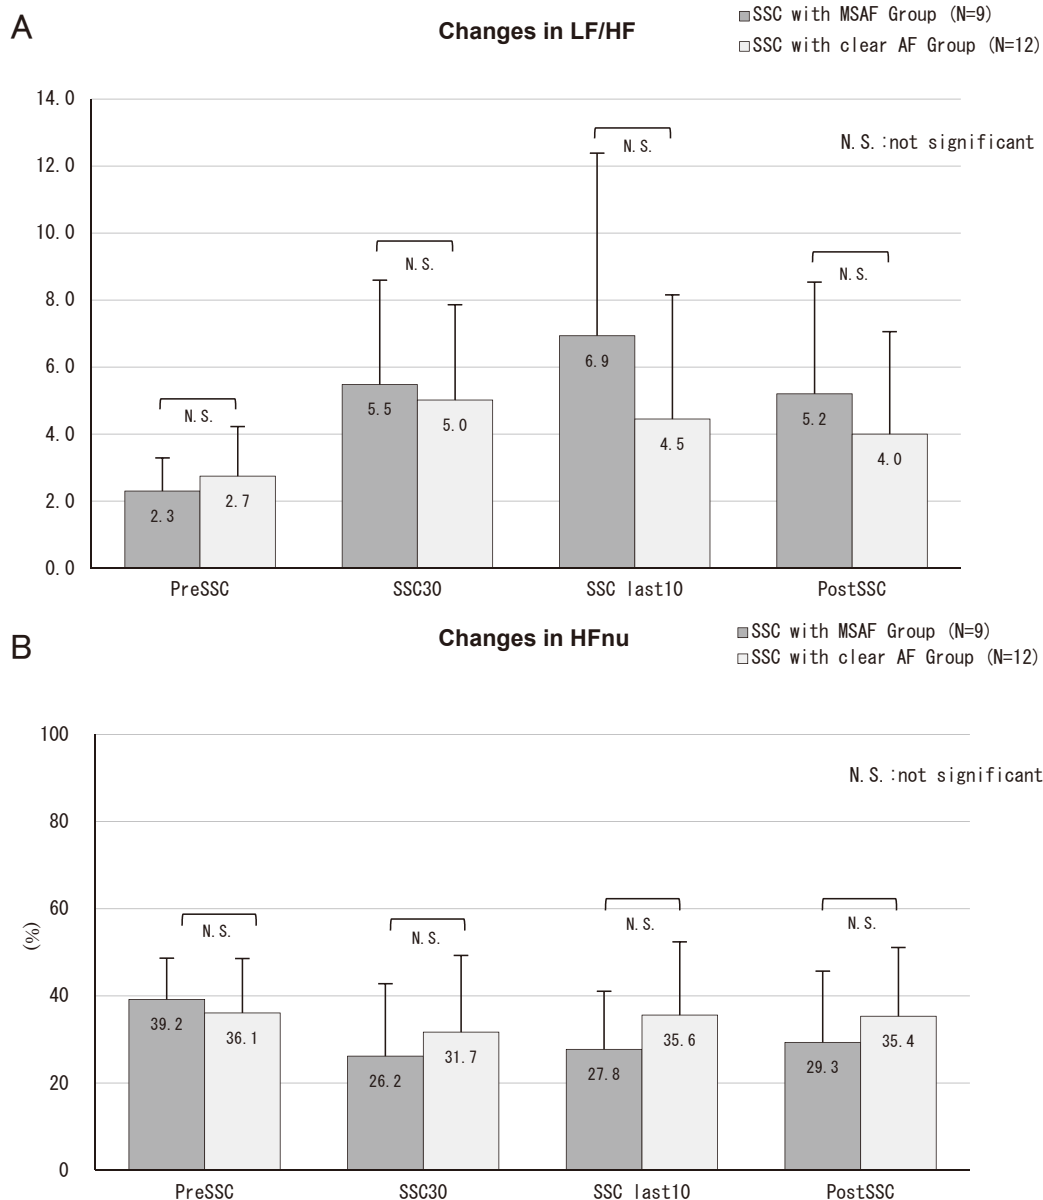 A
Changes in LF/HF
SSC with MSAF Group (N=9)
SSC with clear AF Group (N=12)
14.0
N.S.:not significant
N.S.
12.0
10.0
N.S.
N.S.
8.0
6.0
6.9
5.5
5.0
5.2
N.S.
4.0
4.5
4.0
2.0
2.3
2.7
0.0
PreSSC SSC30 SSC last10 PostSSC
B
Changes in HFnu
SSC with MSAF Group (N=9)
SSC with clear AF Group (N=12)
100
N.S.:not significant
80
60
(%)
N.S. N.S. N.S. N.S.
40
39.2 36.1 26.2 31.7 27.8 35.6 29.3 35.4
20
0
PreSSC SSC30 SSC last10 PostSSC